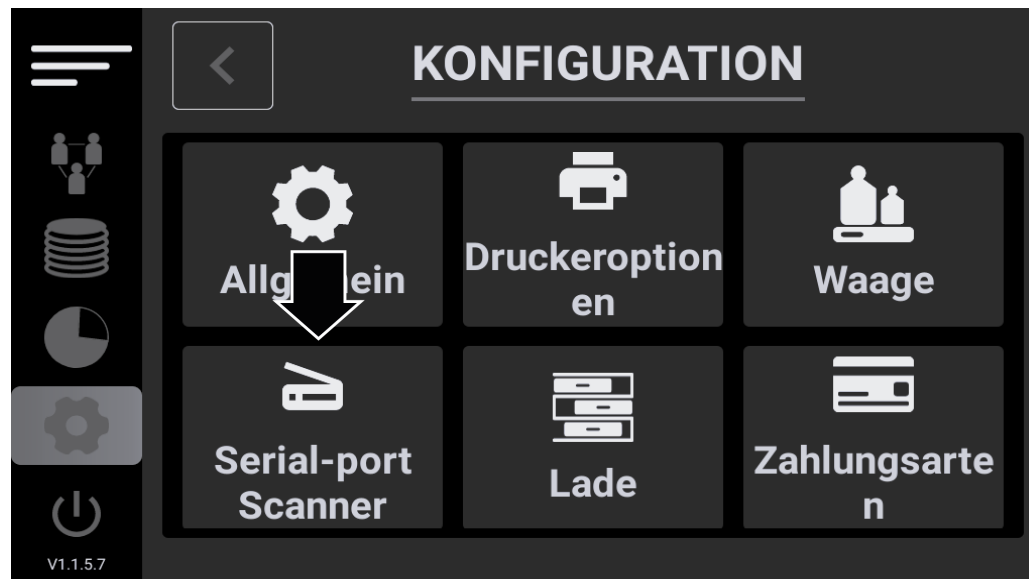 KONFIGURATION
Druckeroption
en
Waage
Serial-port
Scanner
Lade
Zahlungsarte
n
V1.1.5.7